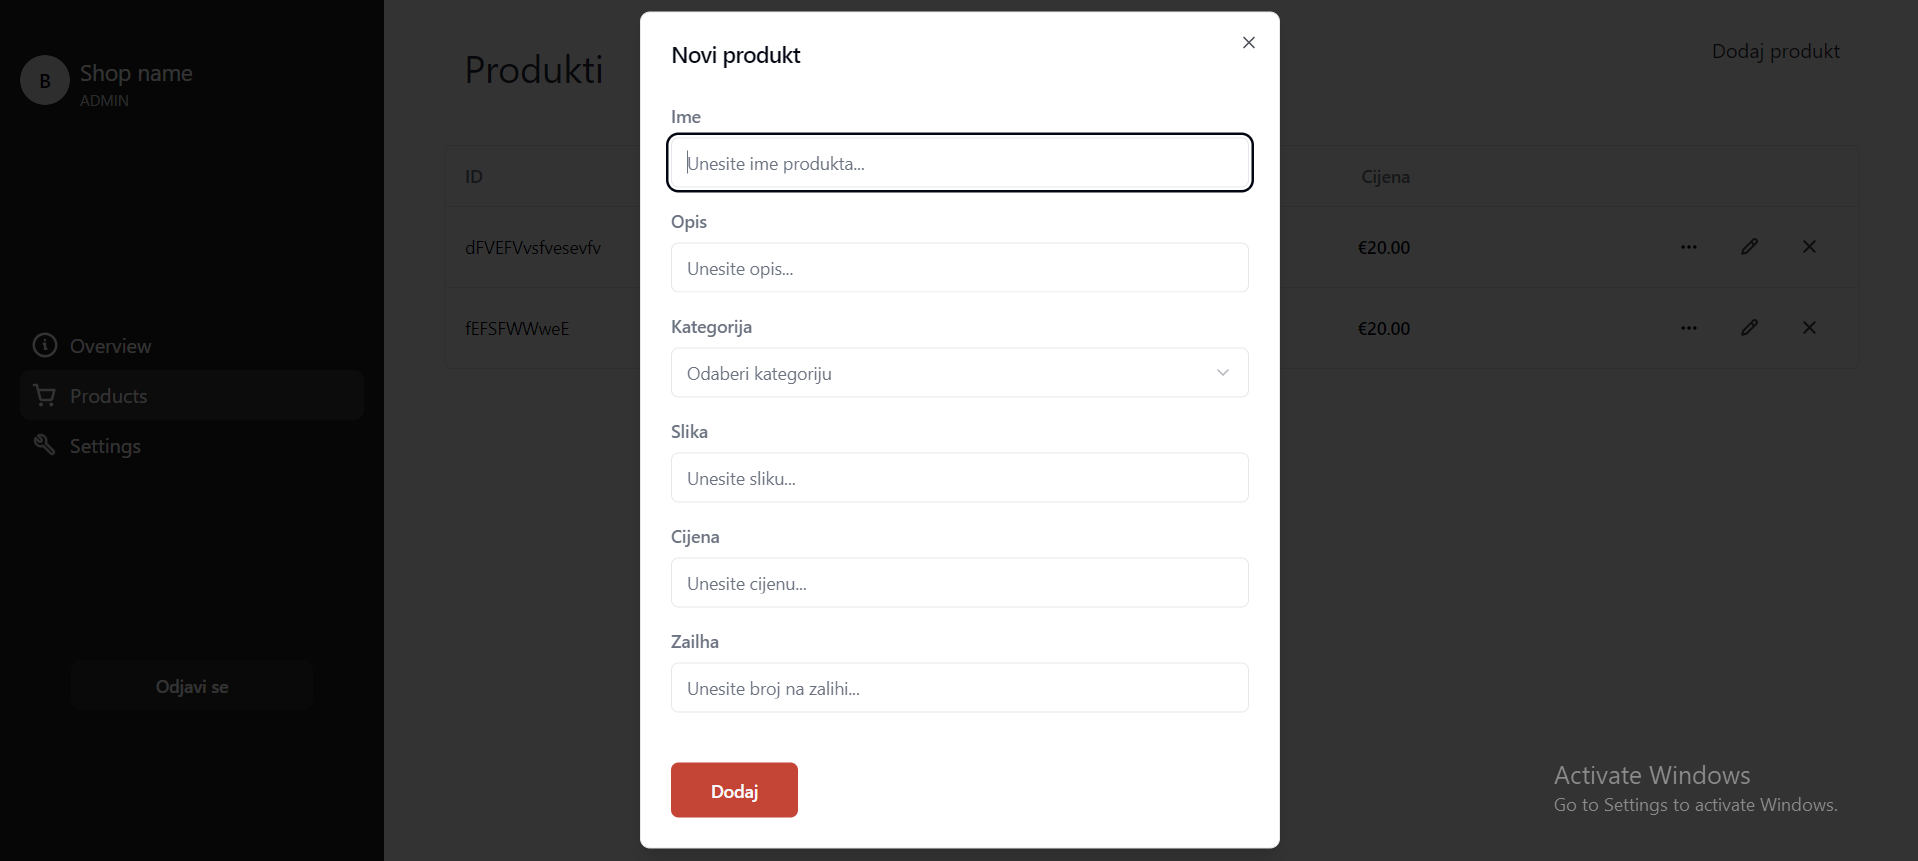 B
Shop name
ADMIN
Overview
Products
Settings
Odjavi se
Produkti
Dodaj produkt
ID
Cijena
dFVEFVvsfvesevfv
€20.00
fEFSFWWweE
€20.00
Novi produkt
Ime
Unesite ime produkta...
Opis
Unesite opis...
Kategorija
Odaberi kategoriju
Slika
Unesite sliku...
Cijena
Unesite cijenu...
Zailha
Unesite broj na zalihi...
Dodaj
Activate Windows
Go to Settings to activate Windows.